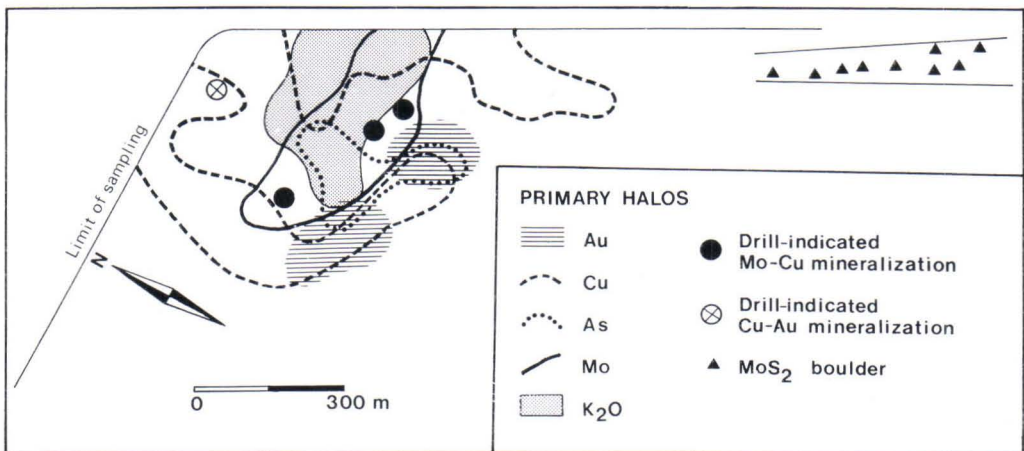 Limit of sampling
N
0 300 m
PRIMARY HALOS
Au
Cu
As
Mo
K₂O
Drill-indicated
Mo-Cu mineralization
Drill-indicated
Cu-Au mineralization
MoS₂ boulder